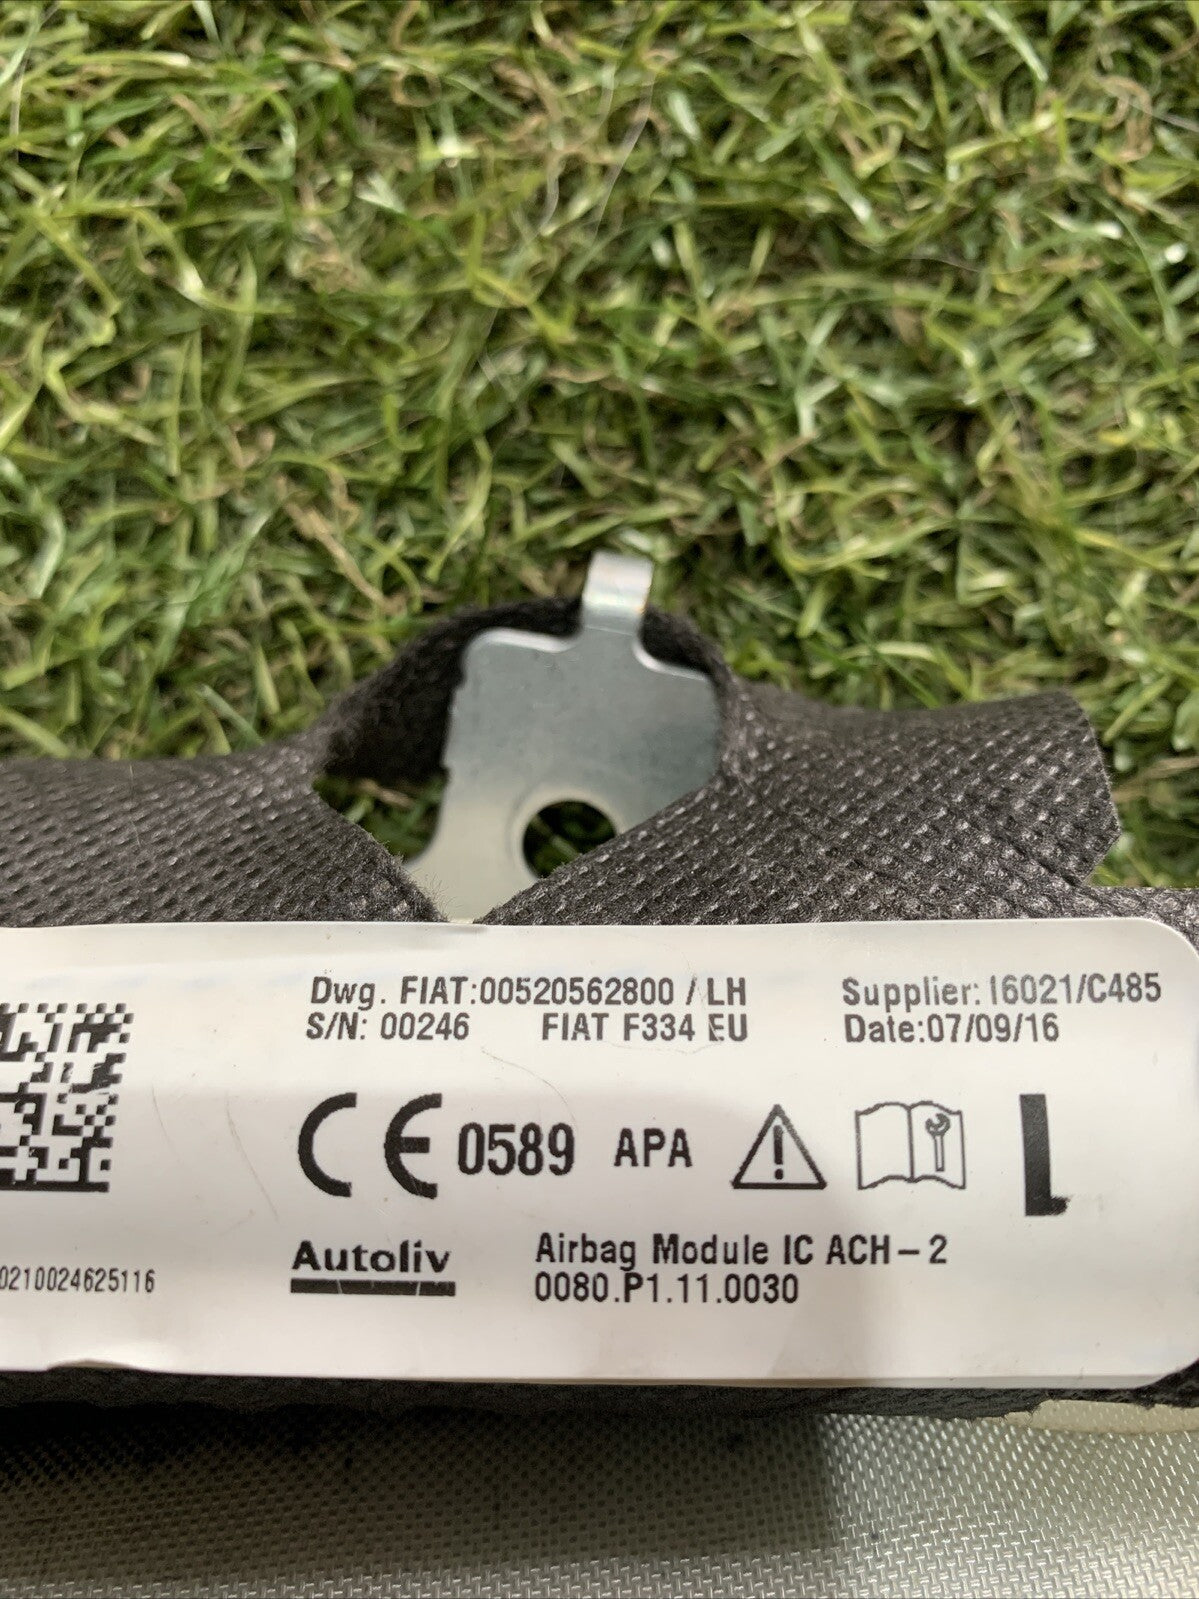 Dwg. FIAT:00520562800 / LH
S/N: 00246 FIAT F334 EU
Supplier: I6021/C485
Date:07/09/16
CE 0589 APA
L
Autoliv
Airbag Module IC ACH – 2
0080.P1.11.0030
0210024625116